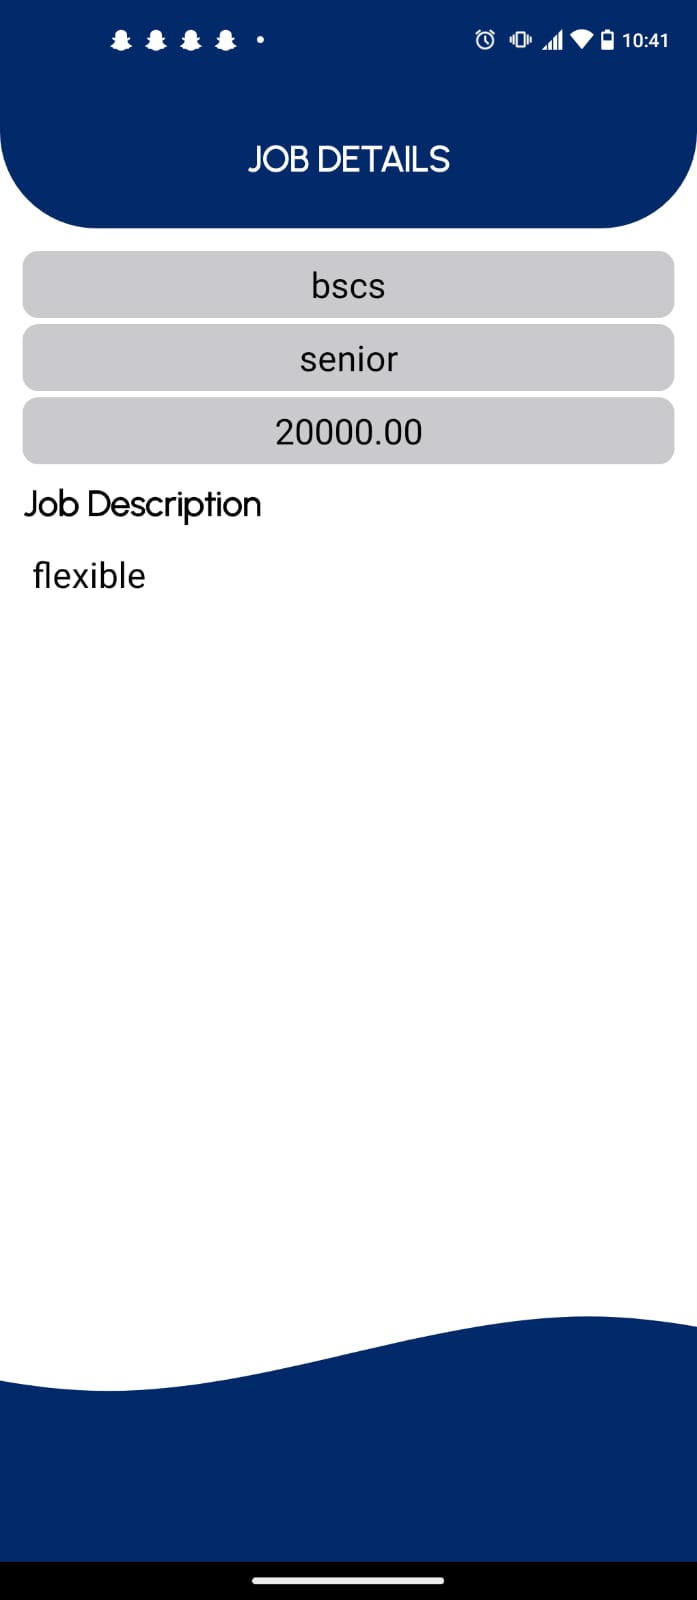 10:41
JOB DETAILS
bscs
senior
20000.00
Job Description
flexible